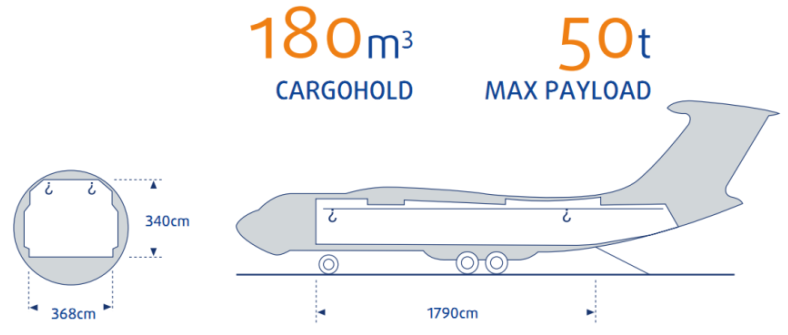 180m³ 50t
CARGOHOLD MAX PAYLOAD
340cm
368cm
1790cm